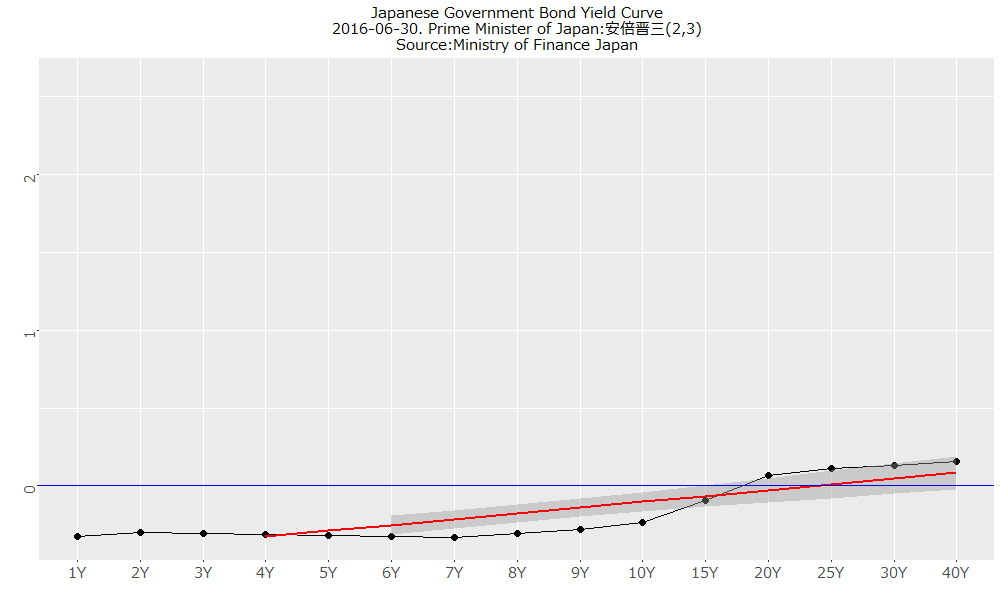 Japanese Government Bond Yield Curve
2016-06-30. Prime Minister of Japan:安倍晋三(2,3)
Source:Ministry of Finance Japan
2
1
0
1Y 2Y 3Y 4Y 5Y 6Y 7Y 8Y 9Y 10Y 15Y 20Y 25Y 30Y 40Y